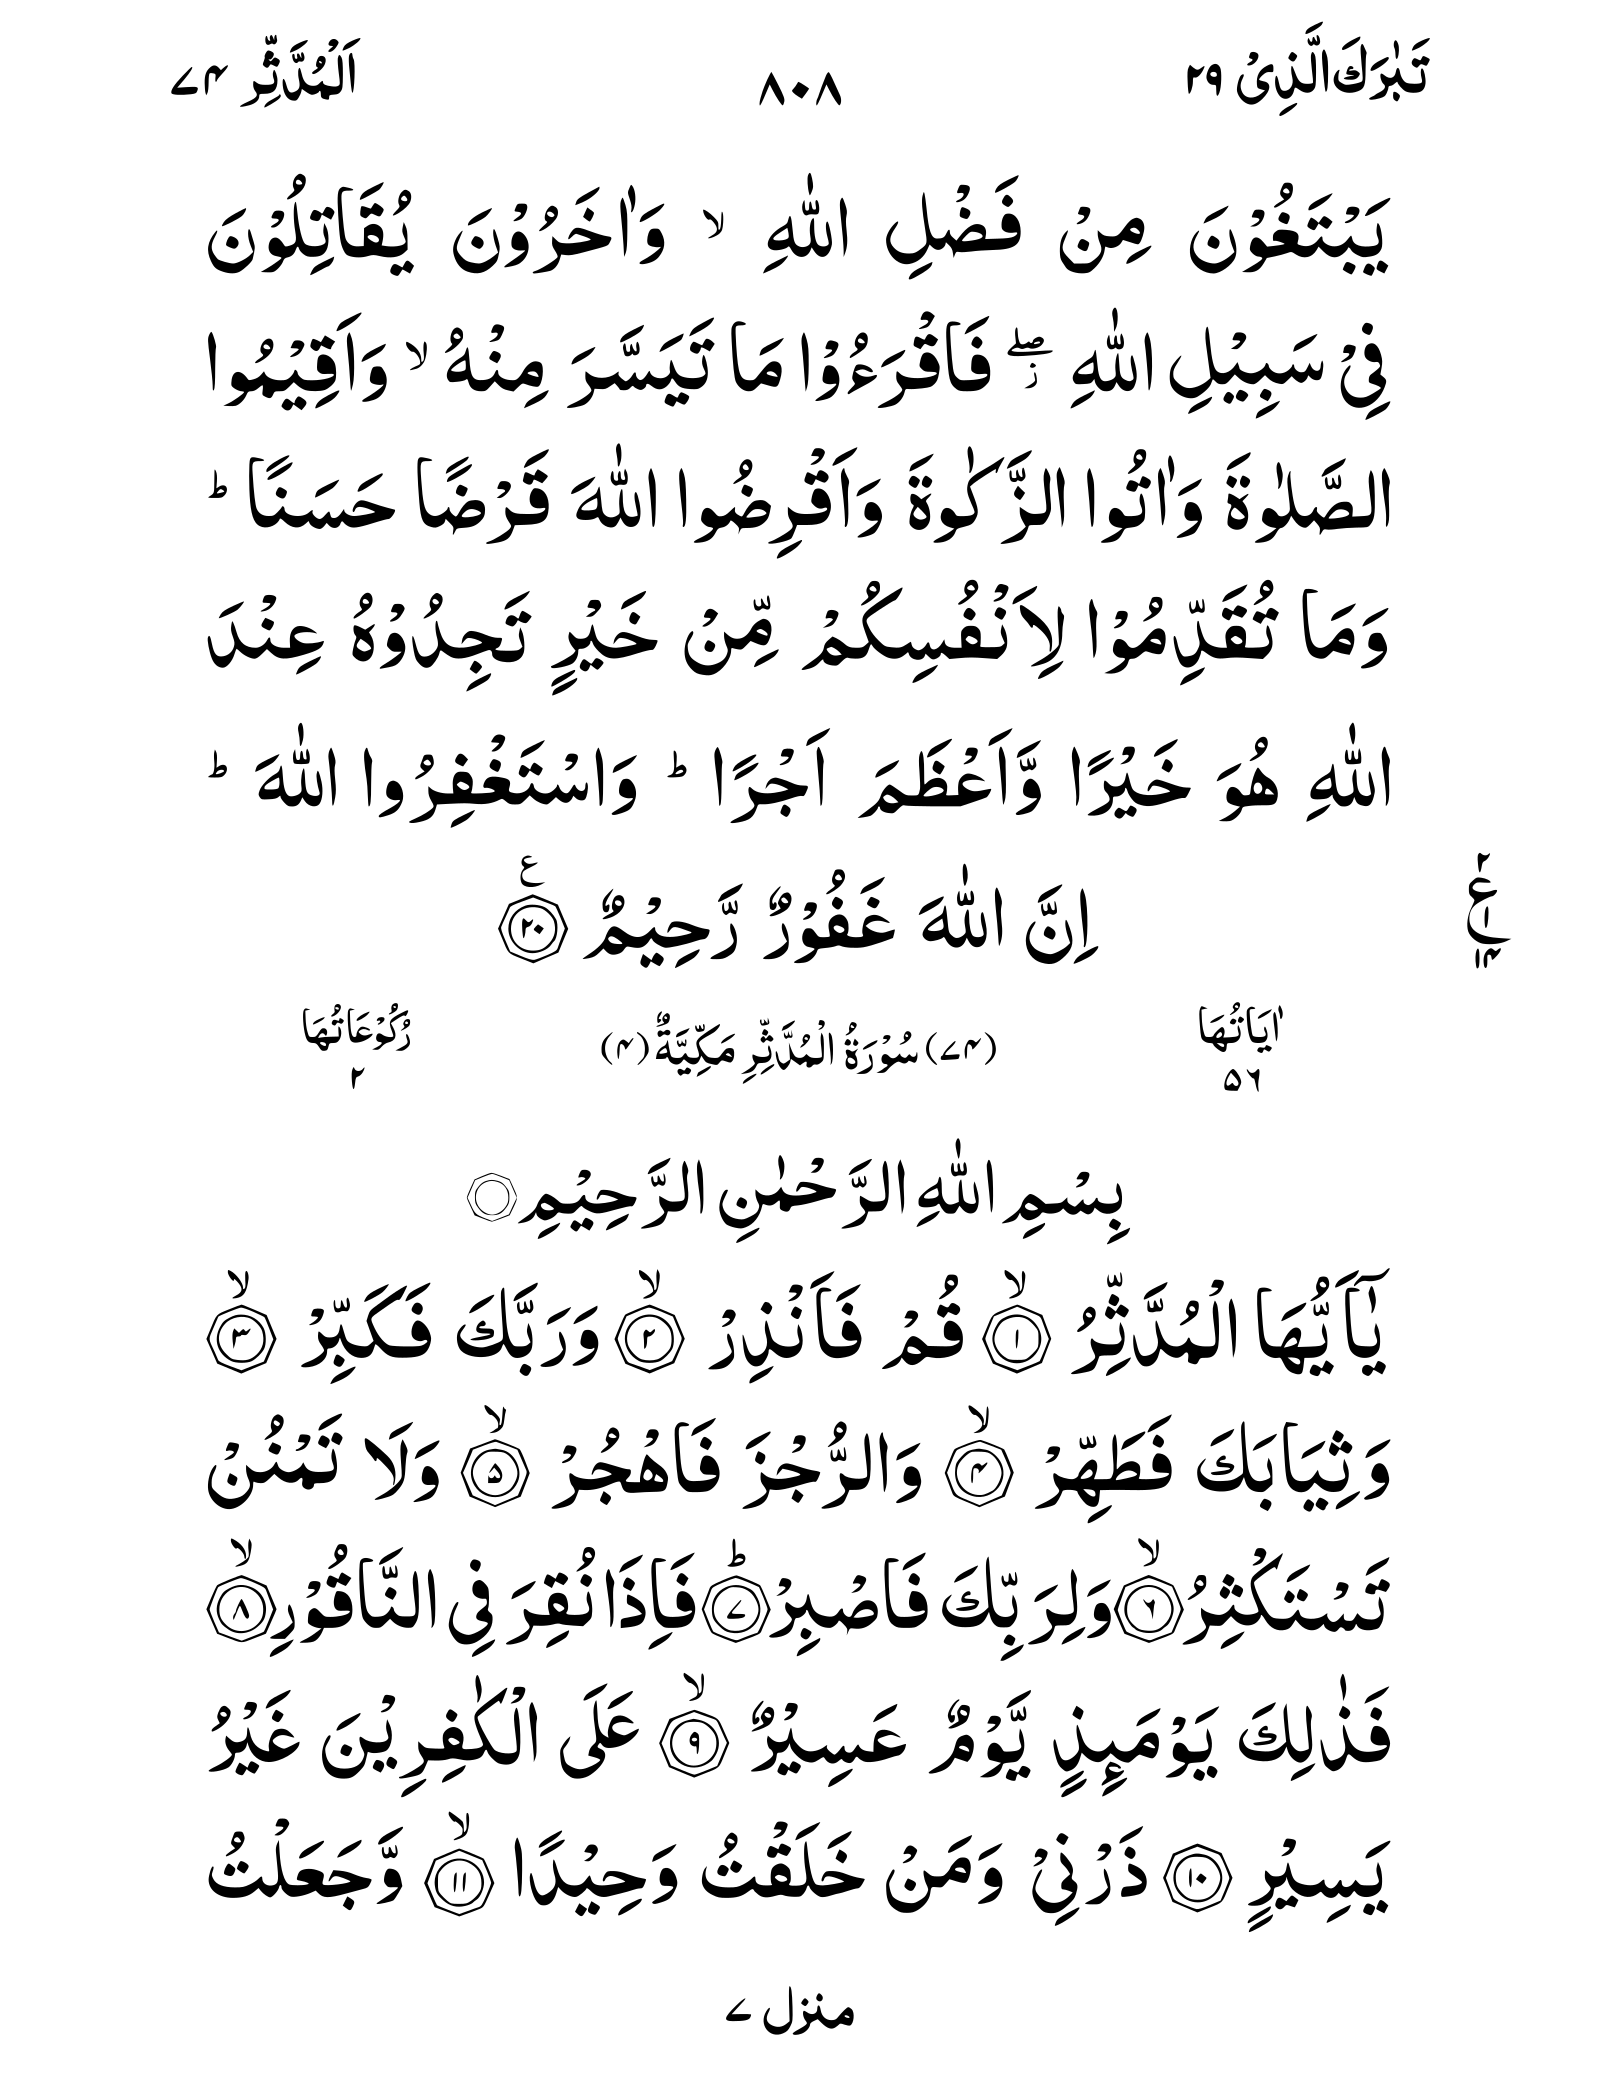 تَبٰرَكَ الَّذِیْ ۲۹ ۸۰۸ اَلْمُدَّثِّر ۷۴
یَبْتَغُوْنَ مِنْ فَضْلِ اللّٰهِ ۙ وَاٰخَرُوْنَ یُقَاتِلُوْنَ
فِیْ سَبِیْلِ اللّٰهِ ۖؗ فَاقْرَءُوْا مَا تَیَسَّرَ مِنْهُ ۙ وَاَقِیْمُوا
الصَّلٰوةَ وَاٰتُوا الزَّكٰوةَ وَاَقْرِضُوا اللّٰهَ قَرْضًا حَسَنًا ؕ
وَمَا تُقَدِّمُوْا لِاَنْفُسِكُمْ مِّنْ خَیْرٍ تَجِدُوْهُ عِنْدَ
اللّٰهِ هُوَ خَیْرًا وَّاَعْظَمَ اَجْرًا ؕ وَاسْتَغْفِرُوا اللّٰهَ ؕ
اِنَّ اللّٰهَ غَفُوْرٌ رَّحِیْمٌ ۟۲۰ ع
۲ ع ۱ ۱۴
اٰیَاتُهَا ۵۶ (۷۴) سُوْرَةُ الْمُدَّثِّرِ مَكِّیَّةٌ (۴) رُكُوْعَاتُهَا ۲
بِسْمِ اللّٰهِ الرَّحْمٰنِ الرَّحِیْمِ ۝
یٰۤاَیُّهَا الْمُدَّثِّرُ ۟ۙ۱ قُمْ فَاَنْذِرْ ۟ۙ۲ وَرَبَّكَ فَكَبِّرْ ۟ۙ۳
وَثِیَابَكَ فَطَهِّرْ ۟ۙ۴ وَالرُّجْزَ فَاهْجُرْ ۟ۙ۵ وَلَا تَمْنُنْ
تَسْتَكْثِرُ ۟ۙ۶ وَلِرَبِّكَ فَاصْبِرْ ۟ؕ۷ فَاِذَا نُقِرَ فِی النَّاقُوْرِ ۟ۙ۸
فَذٰلِكَ یَوْمَىِٕذٍ یَّوْمٌ عَسِیْرٌ ۟ۙ۹ عَلَی الْكٰفِرِیْنَ غَیْرُ
یَسِیْرٍ ۟۱۰ ذَرْنِیْ وَمَنْ خَلَقْتُ وَحِیْدًا ۟ۙ۱۱ وَّجَعَلْتُ
منزل ۷